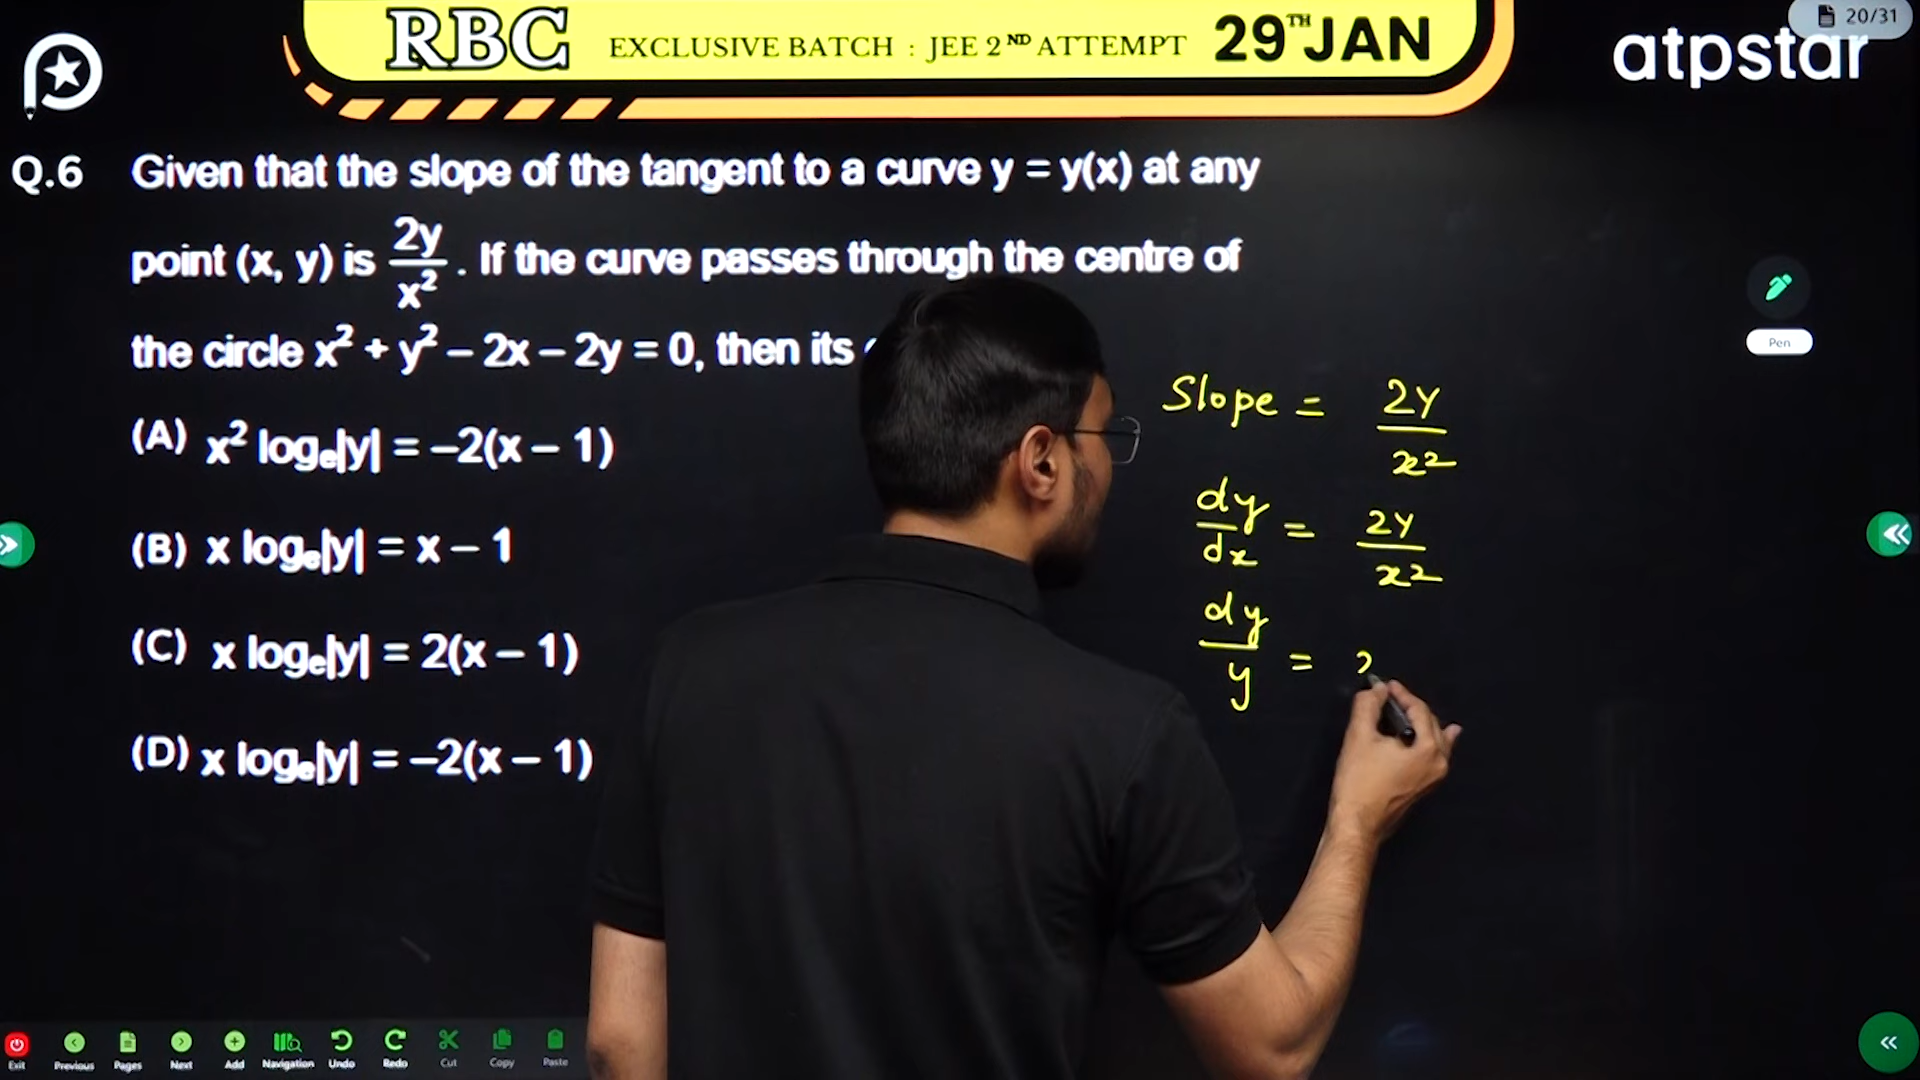 RBC EXCLUSIVE BATCH : JEE 2ND ATTEMPT 29TH JAN
20/31
atpstar
Q.6 Given that the slope of the tangent to a curve y = y(x) at any
point (x, y) is 2y/x². If the curve passes through the centre of
the circle x² + y² – 2x – 2y = 0, then its
(A) x² logₑ|y| = –2(x – 1)
(B) x logₑ|y| = x – 1
(C) x logₑ|y| = 2(x – 1)
(D) x logₑ|y| = –2(x – 1)
Slope = 2y/x²
dy/dx = 2y/x²
dy/y =
Pen
Exit Previous Pages Next Add Navigation Undo Redo Cut Copy Paste